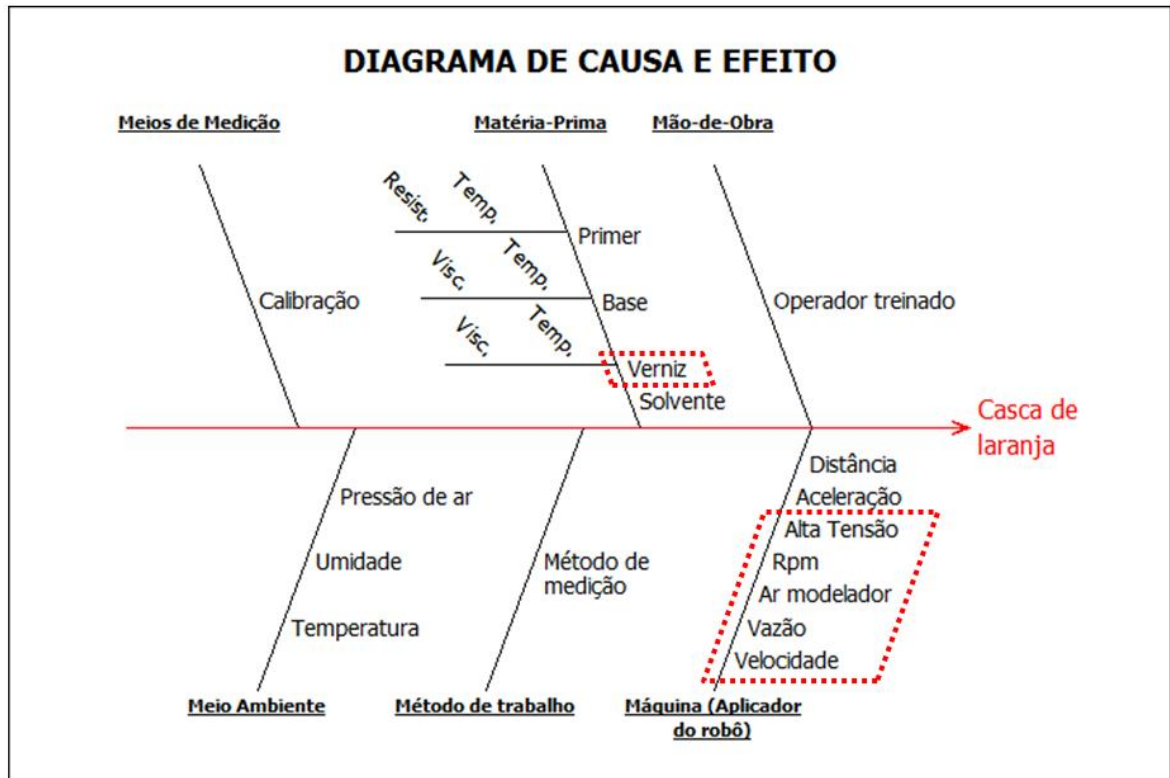 DIAGRAMA DE CAUSA E EFEITO
Meios de Medição
Matéria-Prima
Mão-de-Obra
Resist.
Temp.
Primer
Visc.
Temp.
Base
Visc.
Temp.
Verniz
Solvente
Calibração
Operador treinado
Casca de
laranja
Pressão de ar
Umidade
Temperatura
Método de
medição
Distância
Aceleração
Alta Tensão
Rpm
Ar modelador
Vazão
Velocidade
Meio Ambiente
Método de trabalho
Máquina (Aplicador
do robô)